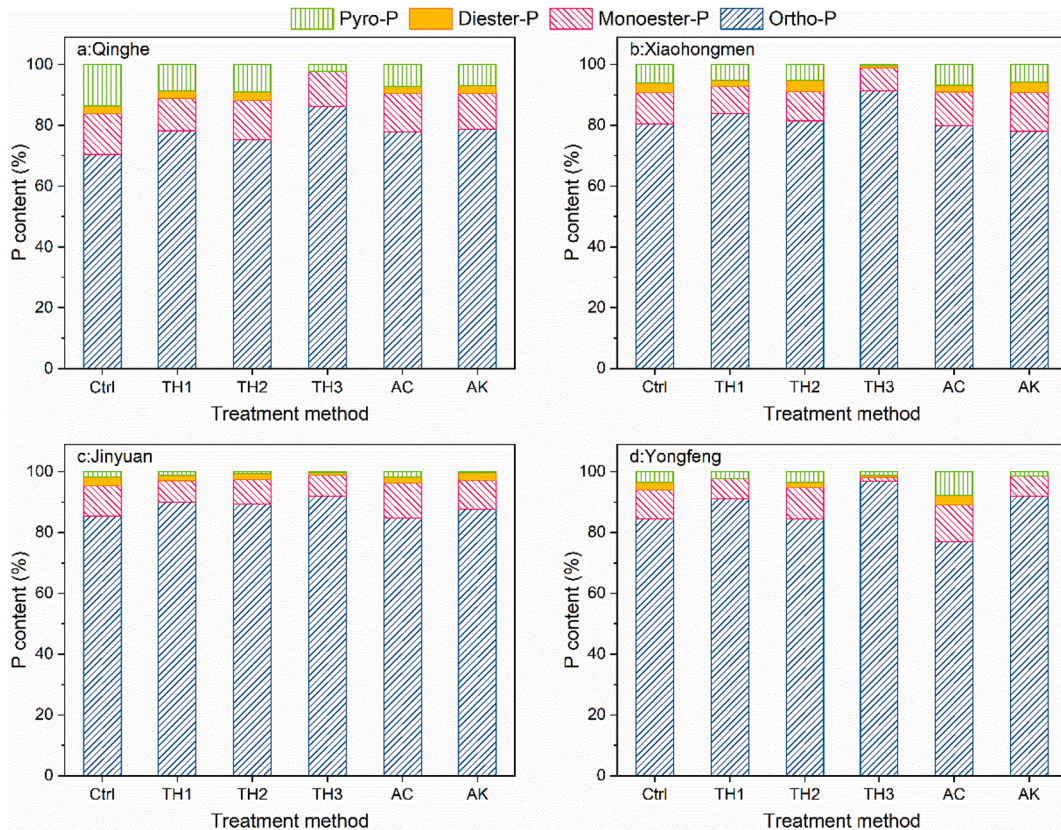 Pyro-P Diester-P Monoester-P Ortho-P
a:Qinghe
P content (%)
100
80
60
40
20
0
Ctrl TH1 TH2 TH3 AC AK
Treatment method
b:Xiaohongmen
P content (%)
100
80
60
40
20
0
Ctrl TH1 TH2 TH3 AC AK
Treatment method
c:Jinyuan
P content (%)
100
80
60
40
20
0
Ctrl TH1 TH2 TH3 AC AK
Treatment method
d:Yongfeng
P content (%)
100
80
60
40
20
0
Ctrl TH1 TH2 TH3 AC AK
Treatment method